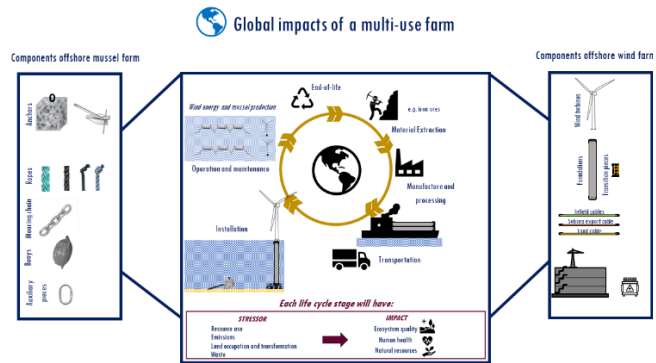 Global impacts of a multi-use farm
Components offshore mussel farm
Anchors
Ropes
Mooring chain
Buoys
Auxiliary
pieces
End-of-life
Wind energy and mussel production
e.g. iron ores
Material Extraction
Operation and maintenance
Manufacture and
processing
Installation
Transportation
Each life cycle stage will have:
STRESSOR
Resource use
Emissions
Land occupation and transformation
Waste
IMPACT
Ecosystem quality
Human health
Natural resources
Components offshore wind farm
Wind turbines
Foundations
Transition pieces
Infield cables
Subsea export cable
Land cable